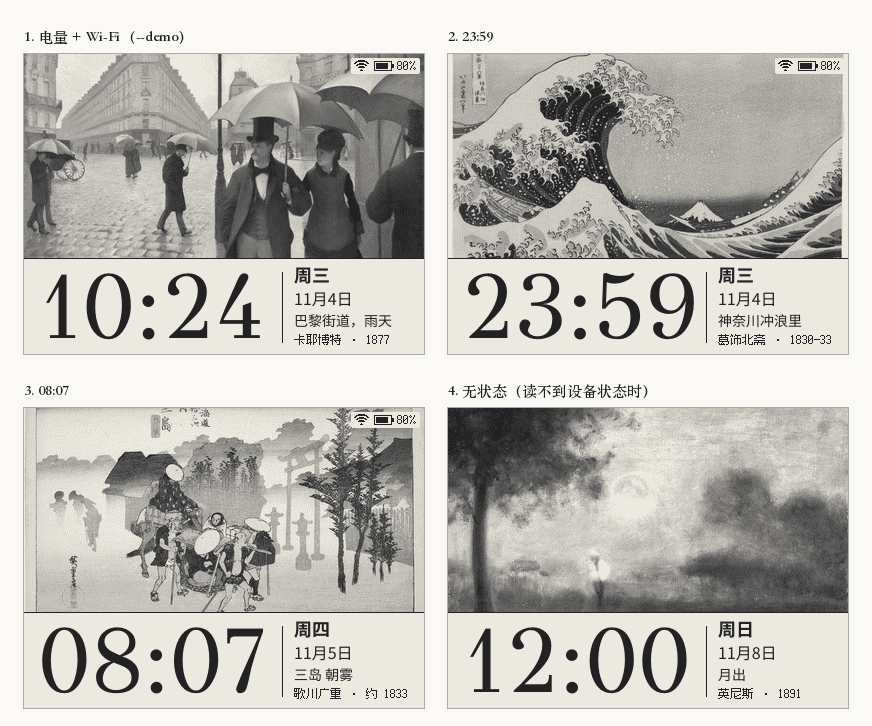 1. 电量 + Wi-Fi （--demo）
80%
10:24
周三
11月4日
巴黎街道，雨天
卡耶博特 · 1877
2. 23:59
80%
23:59
周三
11月4日
神奈川冲浪里
葛饰北斋 · 1830-33
3. 08:07
80%
08:07
周四
11月5日
三岛 朝雾
歌川广重 · 约 1833
4. 无状态（读不到设备状态时）
12:00
周日
11月8日
月出
英尼斯 · 1891